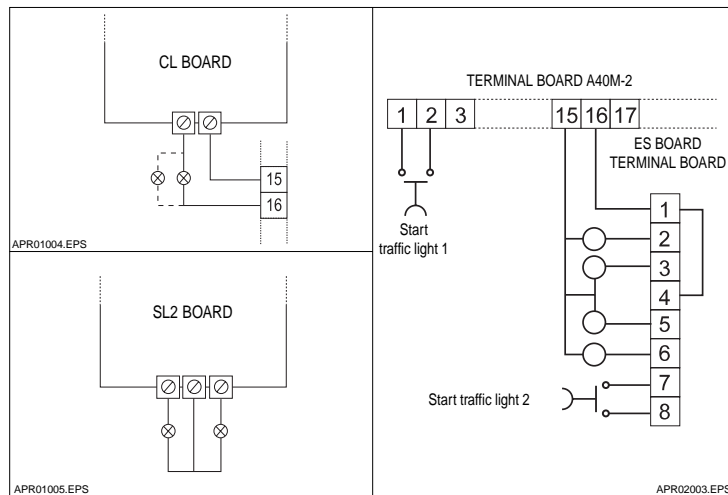 CL BOARD
15
16
APR01004.EPS
SL2 BOARD
APR01005.EPS
TERMINAL BOARD A40M-2
1 2 3 15 16 17
ES BOARD
TERMINAL BOARD
Start
traffic light 1
1
2
3
4
5
6
7
8
Start traffic light 2
APR02003.EPS